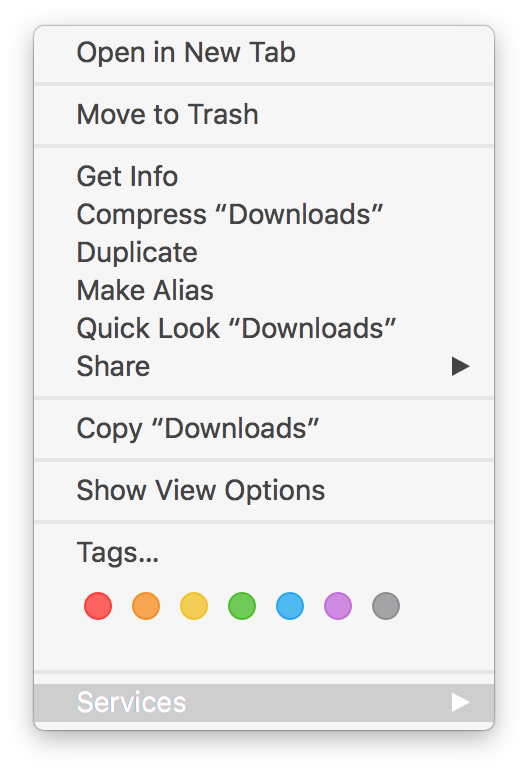 Open in New Tab
Move to Trash
Get Info
Compress “Downloads”
Duplicate
Make Alias
Quick Look “Downloads”
Share
Copy “Downloads”
Show View Options
Tags...
Services